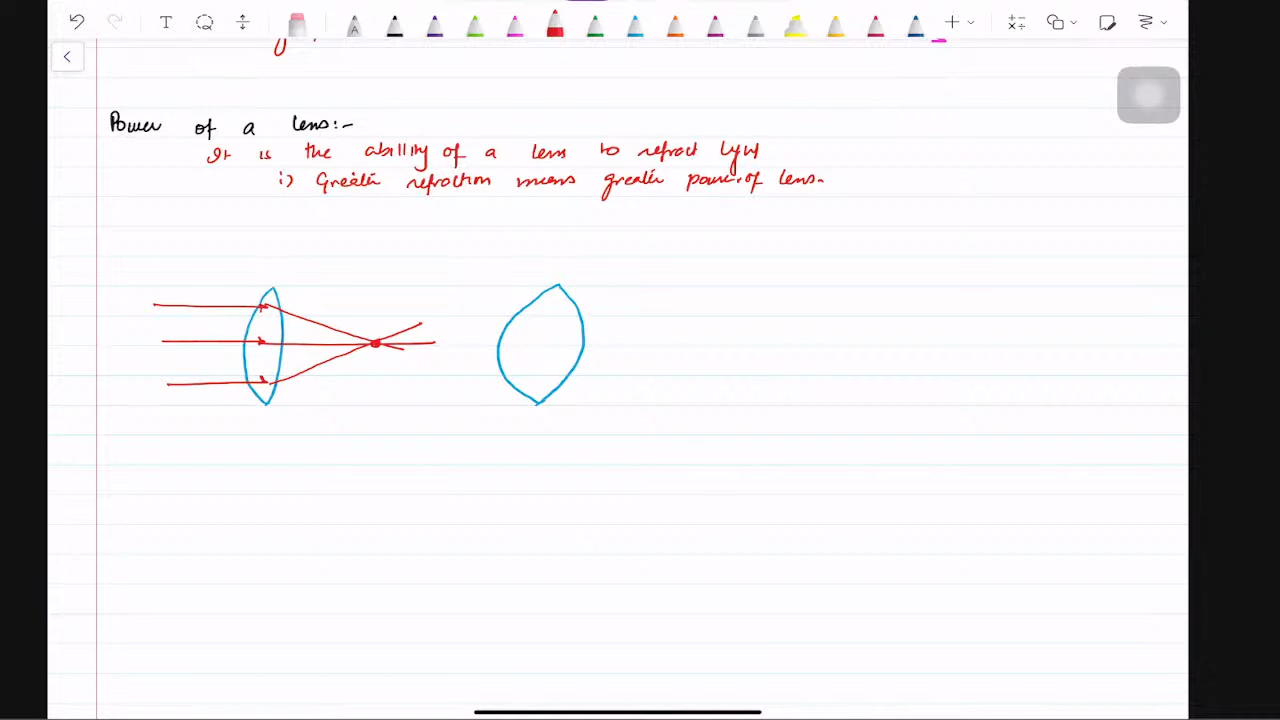 Power of a lens:-
It is the ability of a lens to refract light
i) Greater refraction means greater power of lens.